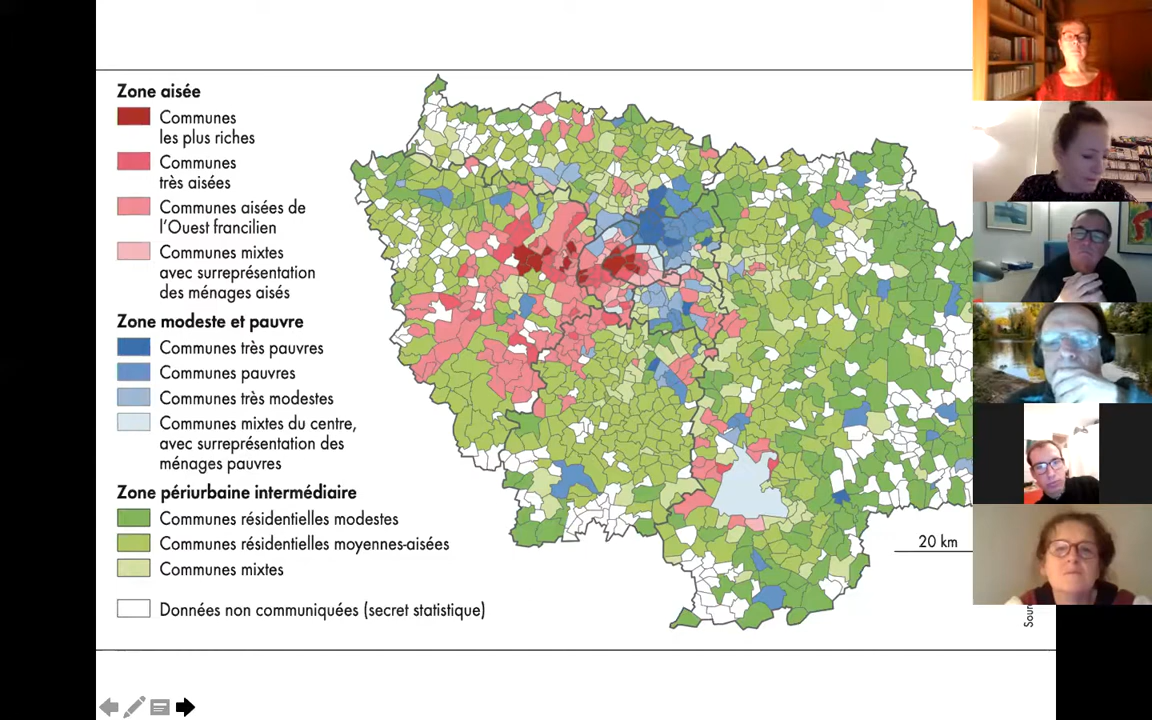 Zone aisée
Communes
les plus riches
Communes
très aisées
Communes aisées de
l'Ouest francilien
Communes mixtes
avec surreprésentation
des ménages aisés
Zone modeste et pauvre
Communes très pauvres
Communes pauvres
Communes très modestes
Communes mixtes du centre,
avec surreprésentation des
ménages pauvres
Zone périurbaine intermédiaire
Communes résidentielles modestes
Communes résidentielles moyennes-aisées
Communes mixtes
Données non communiquées (secret statistique)
20 km